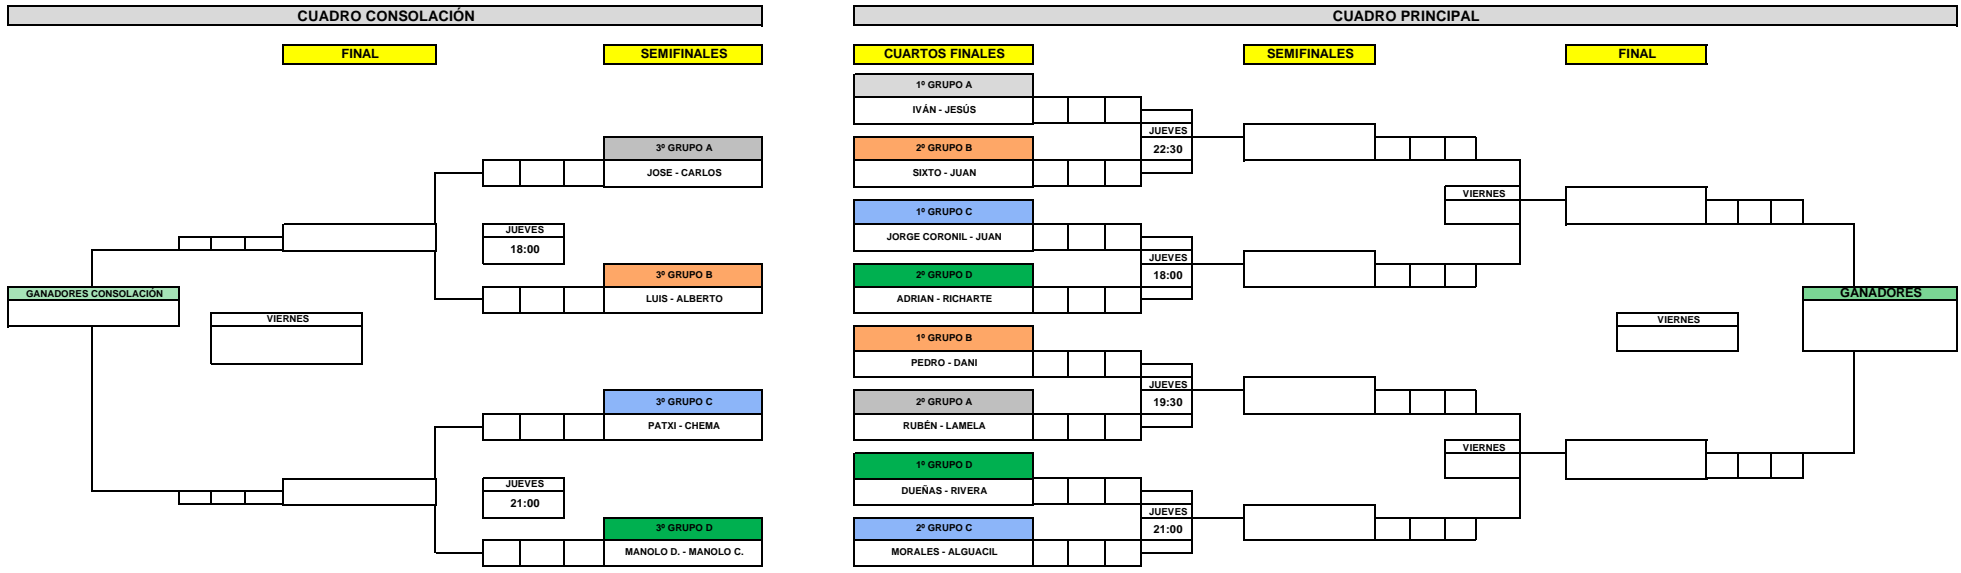 CUADRO CONSOLACIÓN
FINAL
SEMIFINALES
3º GRUPO A
JOSE - CARLOS
JUEVES
18:00
3º GRUPO B
LUIS - ALBERTO
GANADORES CONSOLACIÓN
VIERNES
3º GRUPO C
PATXI - CHEMA
JUEVES
21:00
3º GRUPO D
MANOLO D. - MANOLO C.
CUADRO PRINCIPAL
CUARTOS FINALES
SEMIFINALES
FINAL
1º GRUPO A
IVÁN - JESÚS
JUEVES
22:30
2º GRUPO B
SIXTO - JUAN
VIERNES
1º GRUPO C
JORGE CORONIL - JUAN
JUEVES
18:00
2º GRUPO D
ADRIAN - RICHARTE
GANADORES
VIERNES
1º GRUPO B
PEDRO - DANI
JUEVES
19:30
2º GRUPO A
RUBÉN - LAMELA
VIERNES
1º GRUPO D
DUEÑAS - RIVERA
JUEVES
21:00
2º GRUPO C
MORALES - ALGUACIL